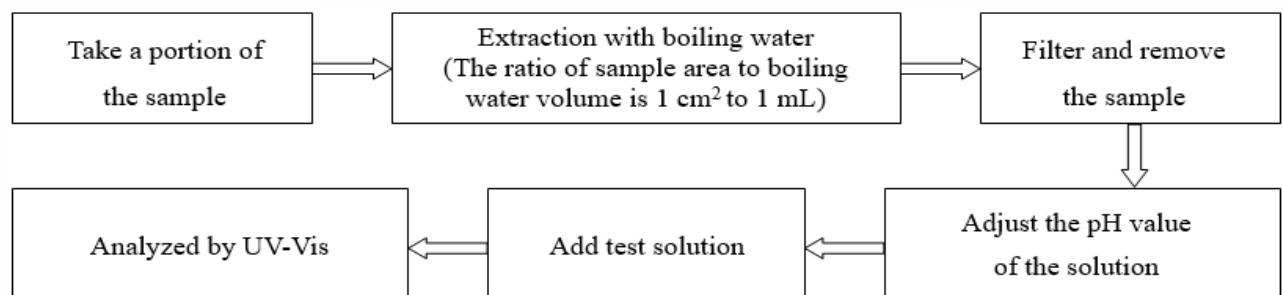 Take a portion of
the sample
Extraction with boiling water
(The ratio of sample area to boiling
water volume is 1 cm² to 1 mL)
Filter and remove
the sample
Adjust the pH value
of the solution
Add test solution
Analyzed by UV-Vis